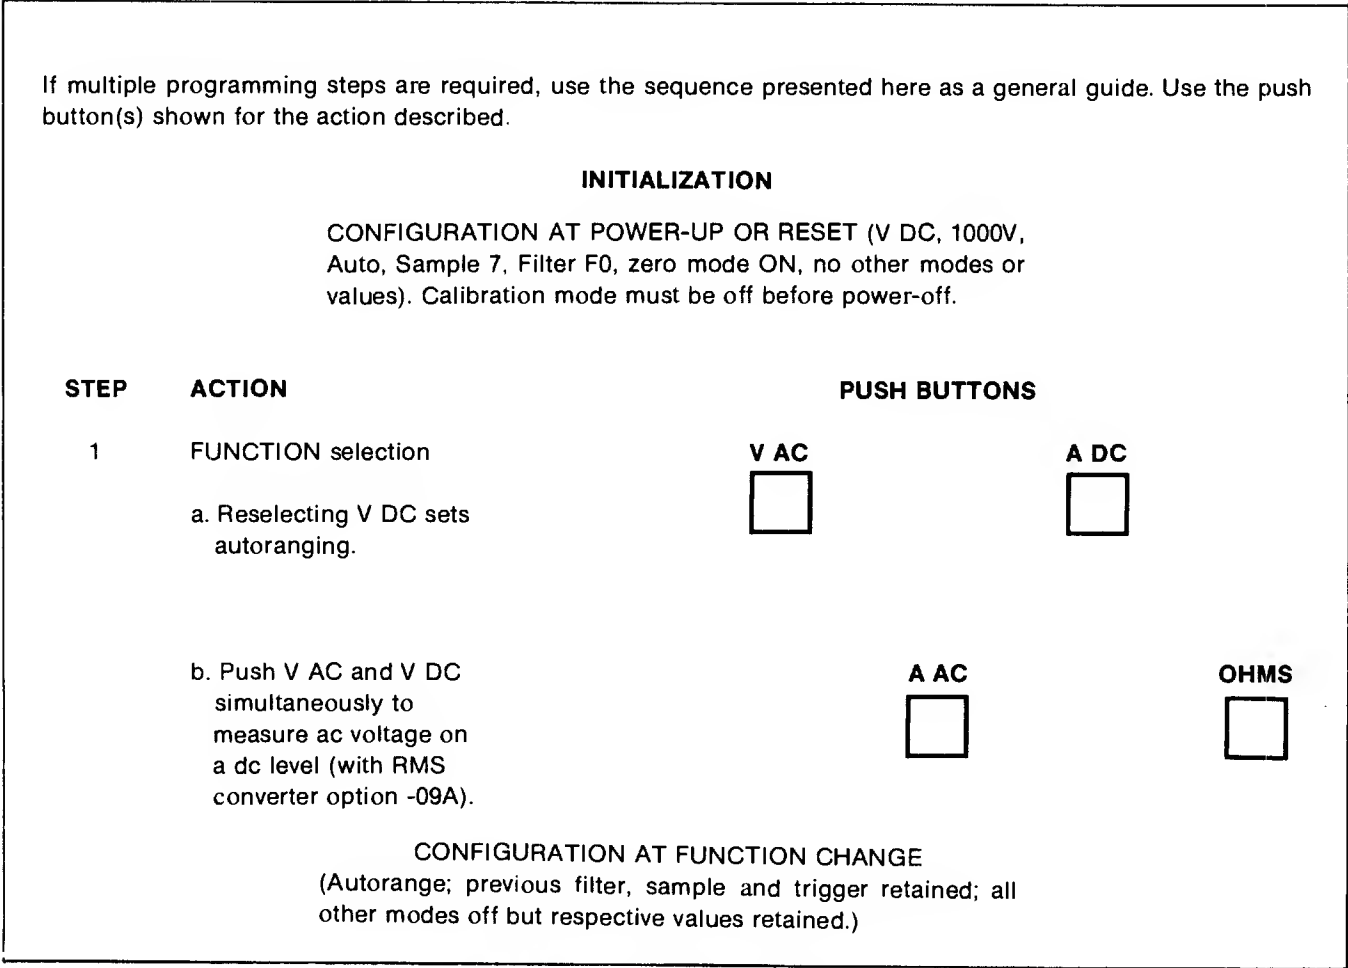 If multiple programming steps are required, use the sequence presented here as a general guide. Use the push
button(s) shown for the action described.
INITIALIZATION
CONFIGURATION AT POWER-UP OR RESET (V DC, 1000V,
Auto, Sample 7, Filter F0, zero mode ON, no other modes or
values). Calibration mode must be off before power-off.
STEP ACTION PUSH BUTTONS
1 FUNCTION selection V AC A DC
a. Reselecting V DC sets
autoranging.
b. Push V AC and V DC A AC OHMS
simultaneously to
measure ac voltage on
a dc level (with RMS
converter option -09A).
CONFIGURATION AT FUNCTION CHANGE
(Autorange; previous filter, sample and trigger retained; all
other modes off but respective values retained.)